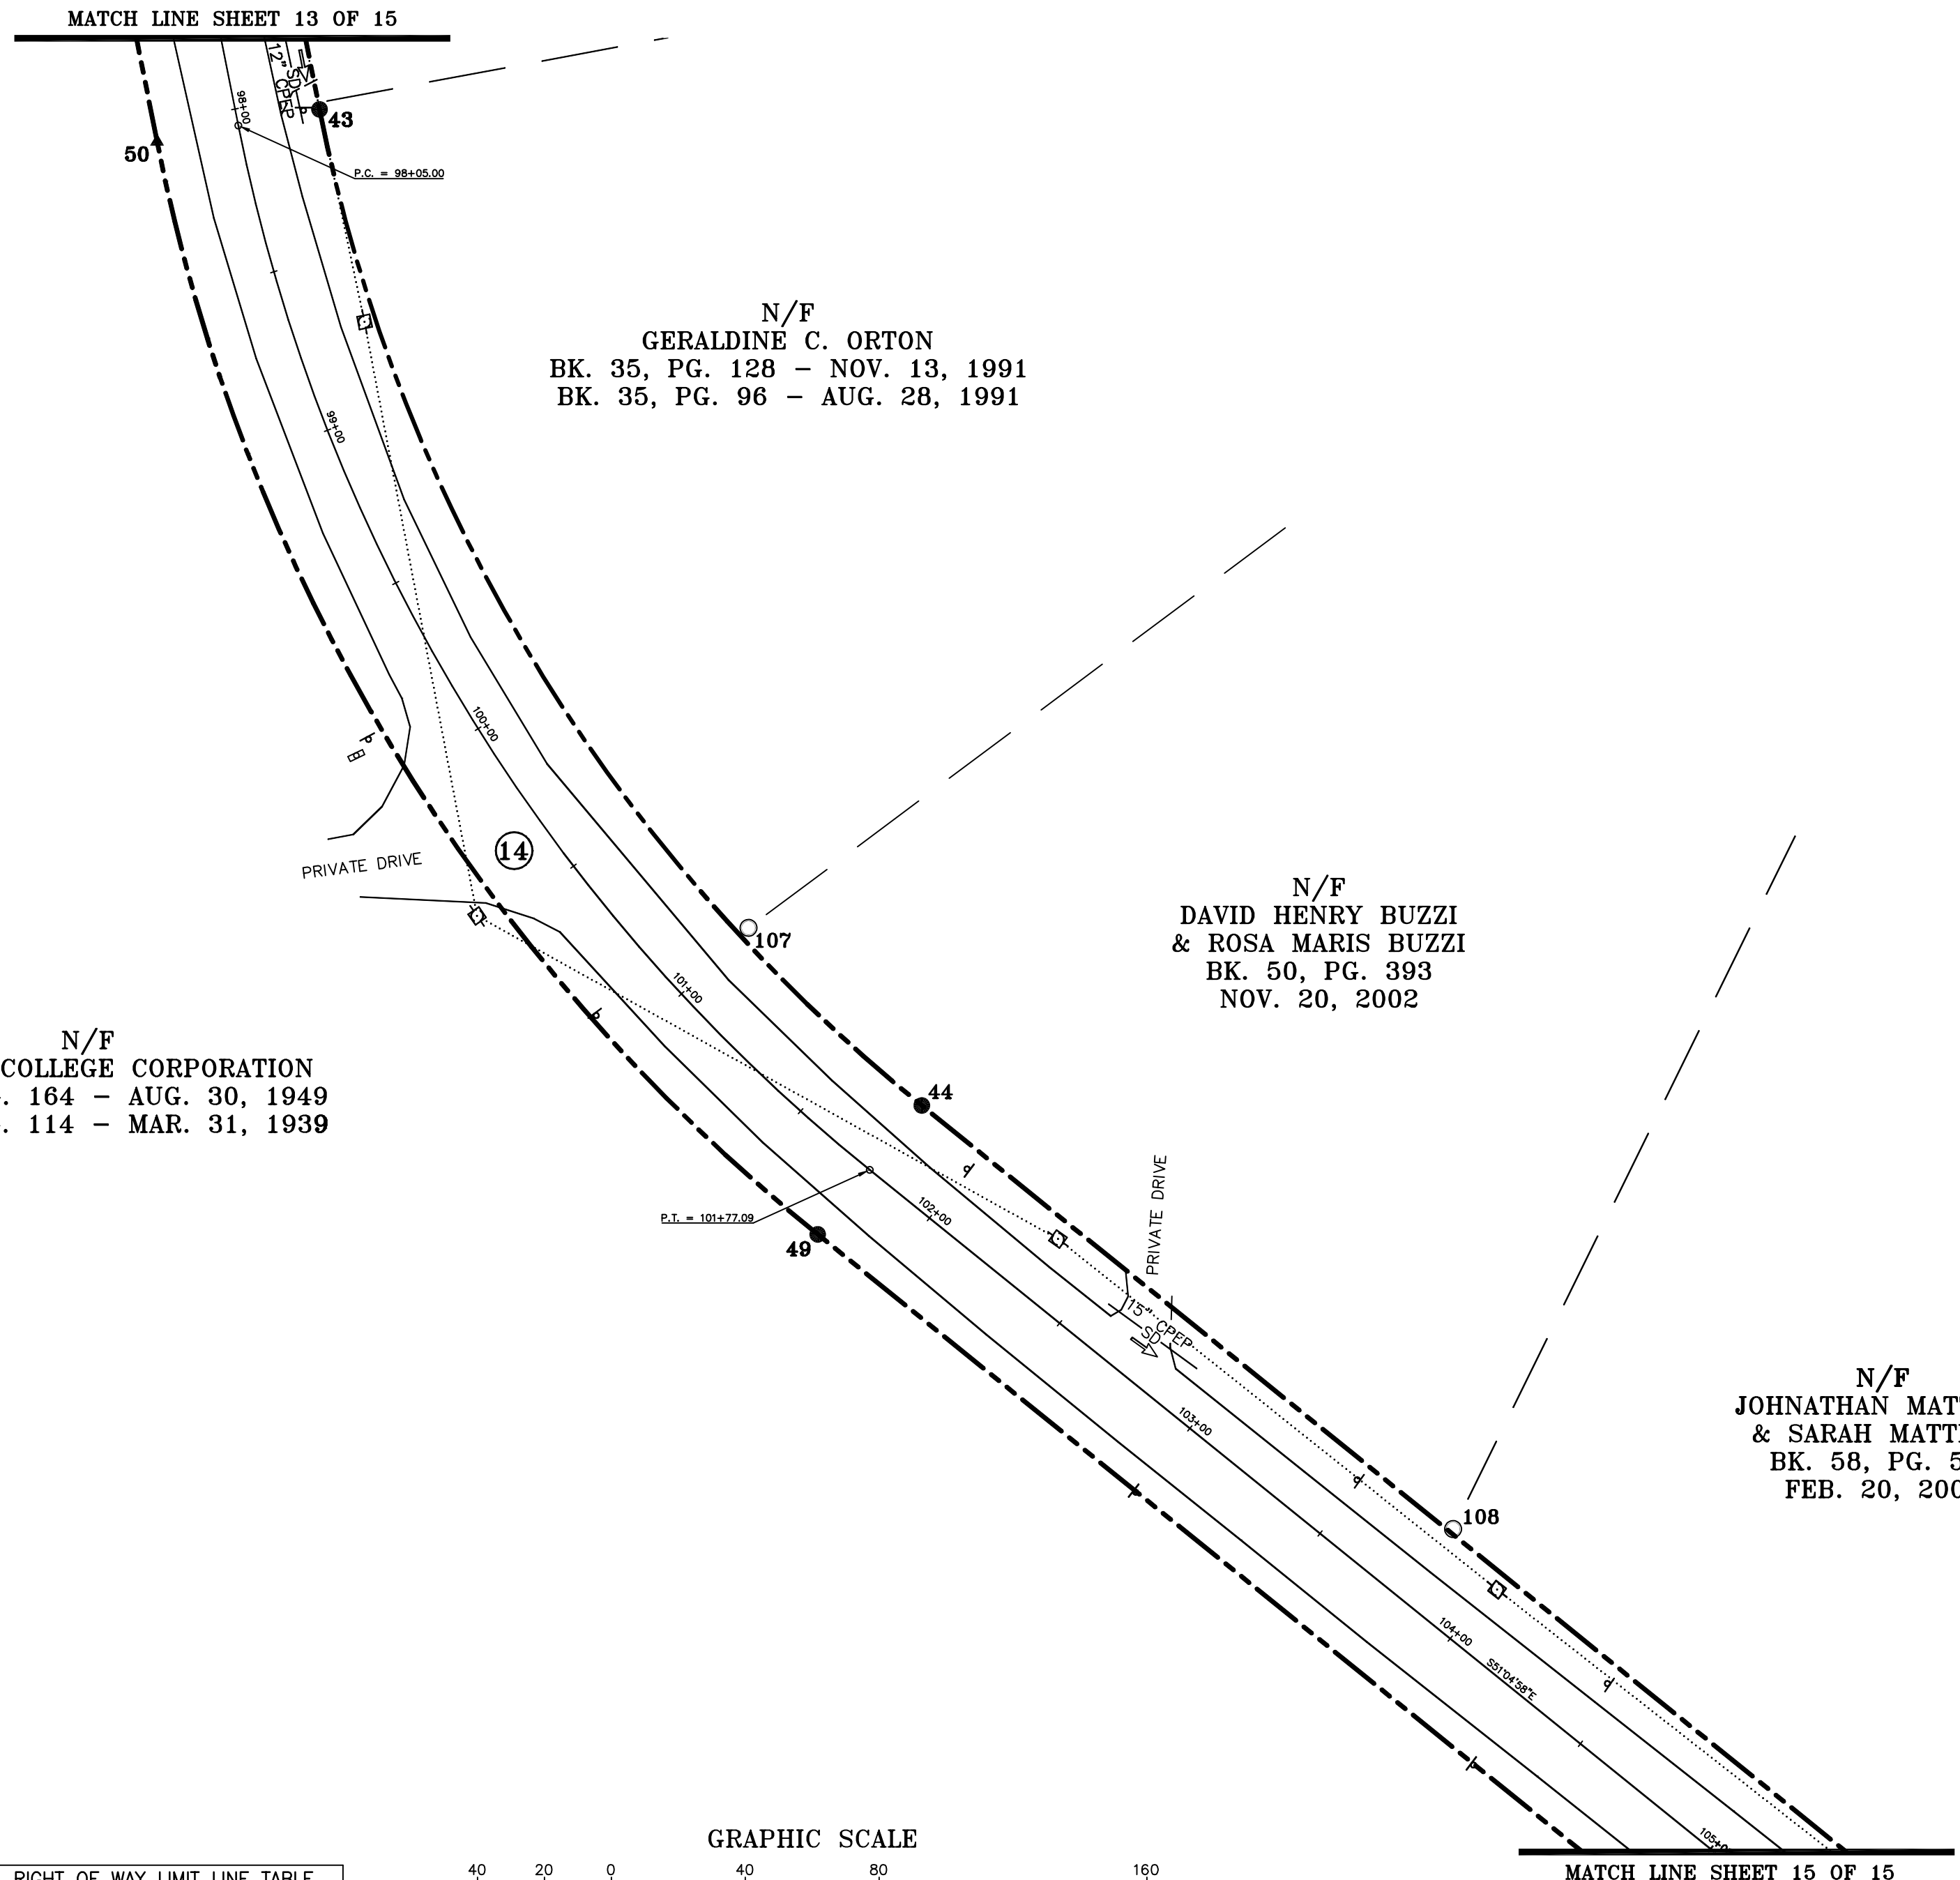 MATCH LINE SHEET 13 OF 15
12" CPEP
SD
98+00
43
50
P.C. = 98+05.00
N/F
GERALDINE C. ORTON
BK. 35, PG. 128 – NOV. 13, 1991
BK. 35, PG. 96 – AUG. 28, 1991
99+00
100+00
14
PRIVATE DRIVE
107
N/F
DAVID HENRY BUZZI
& ROSA MARIS BUZZI
BK. 50, PG. 393
NOV. 20, 2002
101+00
N/F
COLLEGE CORPORATION
. 164 – AUG. 30, 1949
. 114 – MAR. 31, 1939
44
PRIVATE DRIVE
102+00
P.T. = 101+77.09
49
15" CPEP
SD
103+00
N/F
JOHNATHAN MAT
& SARAH MATT
BK. 58, PG. 5
FEB. 20, 200
108
104+00
S51°04'58"E
GRAPHIC SCALE
105+0
40 20 0 40 80 160
RIGHT OF WAY LIMIT LINE TABLE
MATCH LINE SHEET 15 OF 15